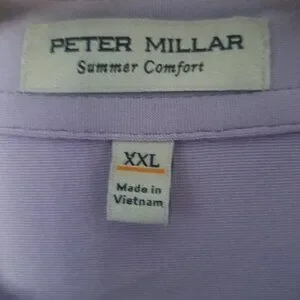 PETER MILLAR
Summer Comfort
XXL
Made in
Vietnam